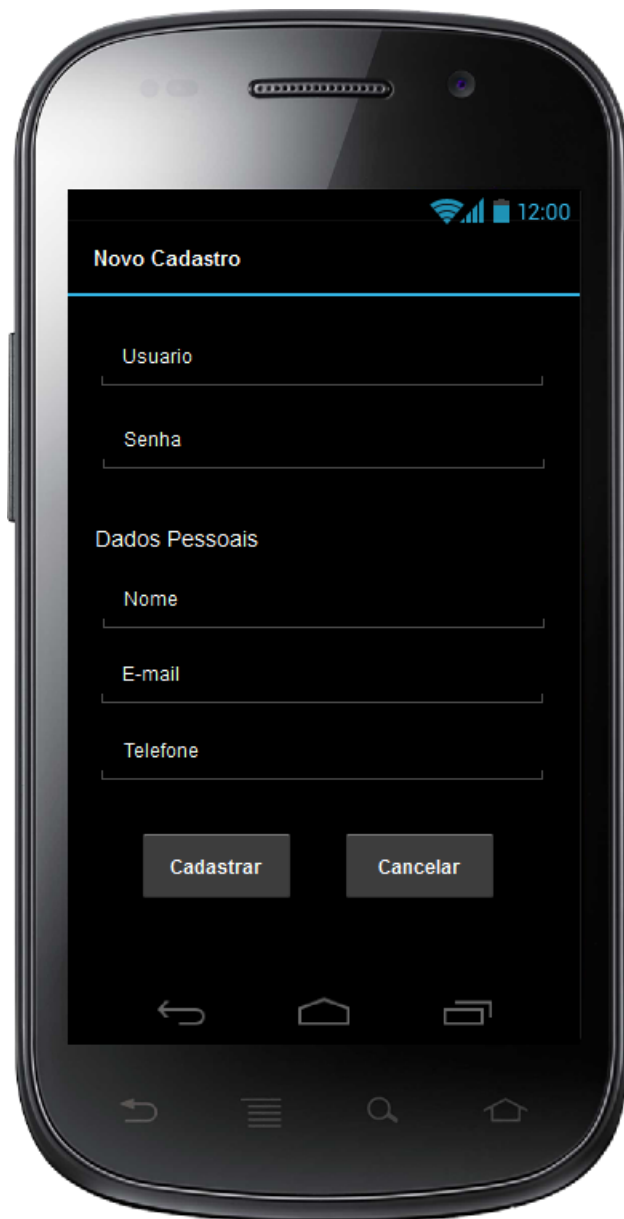 12:00
Novo Cadastro
Usuario
Senha
Dados Pessoais
Nome
E-mail
Telefone
Cadastrar Cancelar